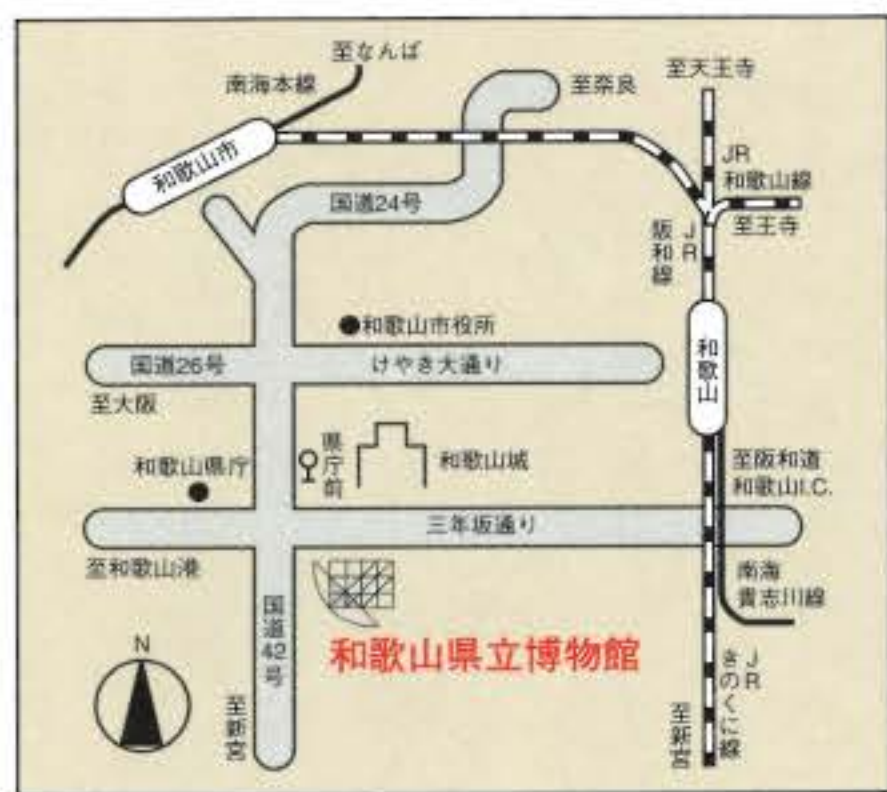 至なんば
南海本線
和歌山市
至奈良
至天王寺
JR
和歌山線
至王寺
国道24号
JR
阪和線
和歌山市役所
国道26号
けやき大通り
至大阪
和歌山
県庁前
和歌山城
和歌山県庁
至阪和道
和歌山I.C.
三年坂通り
至和歌山港
南海
貴志川線
国道42号
和歌山県立博物館
N
至新宮
JR
きのくに線
至新宮